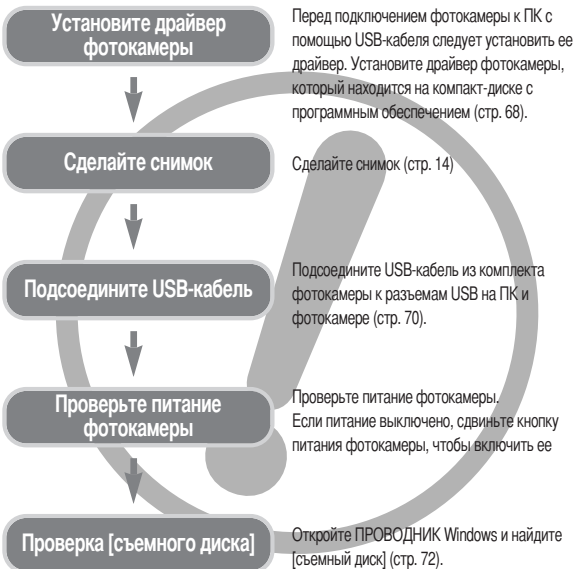 Установите драйвер
фотокамеры
Перед подключением фотокамеры к ПК с
помощью USB-кабеля следует установить ее
драйвер. Установите драйвер фотокамеры,
который находится на компакт-диске с
программным обеспечением (стр. 68).
Сделайте снимок
Сделайте снимок (стр. 14)
Подсоедините USB-кабель
Подсоедините USB-кабель из комплекта
фотокамеры к разъемам USB на ПК и
фотокамере (стр. 70).
Проверьте питание
фотокамеры
Проверьте питание фотокамеры.
Если питание выключено, сдвиньте кнопку
питания фотокамеры, чтобы включить ее
Проверка [съемного диска]
Откройте ПРОВОДНИК Windows и найдите
[съемный диск] (стр. 72).